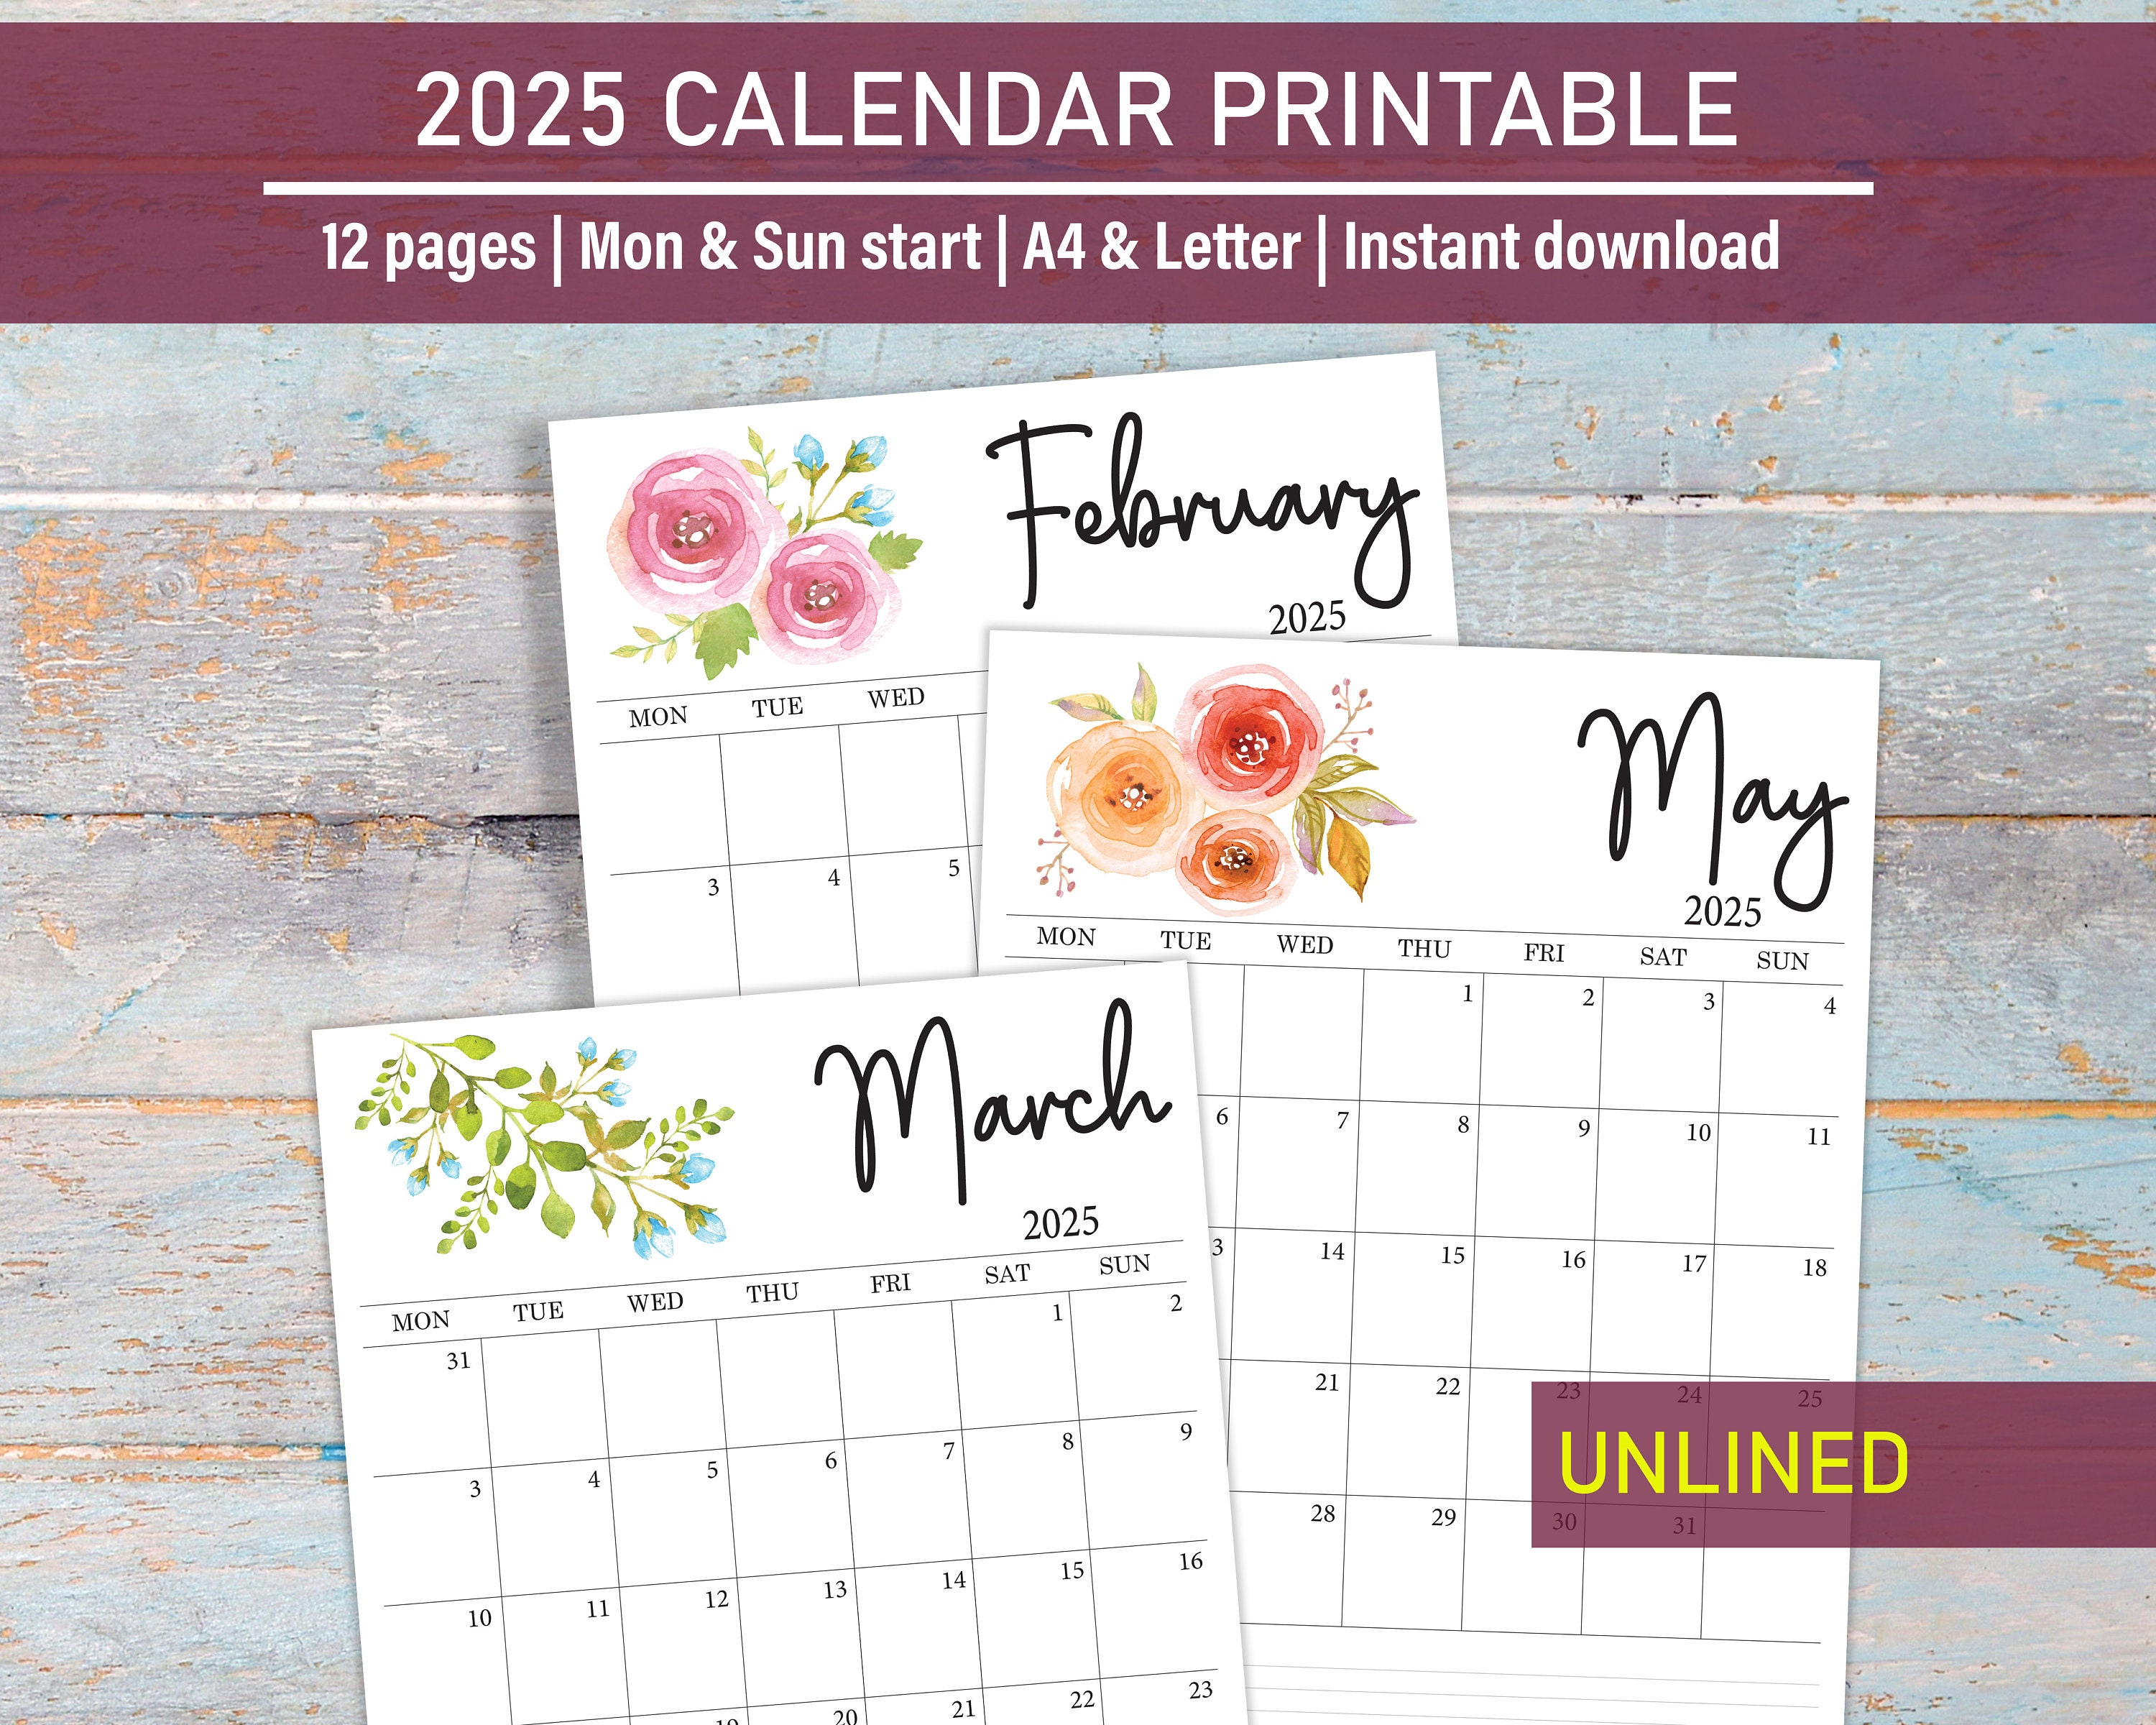 2025 CALENDAR PRINTABLE
12 pages | Mon & Sun start | A4 & Letter | Instant download
February
2025
MON TUE WED
3 4 5
May
2025
MON TUE WED THU FRI SAT SUN
1 2 3 4
6 7 8 9 10 11
14 15 16 17 18
21 22 23 24 25
28 29 30 31
March
2025
MON TUE WED THU FRI SAT SUN
31 1 2
3 4 5 6 7 8 9
10 11 12 13 14 15 16
20 21 22 23
UNLINED